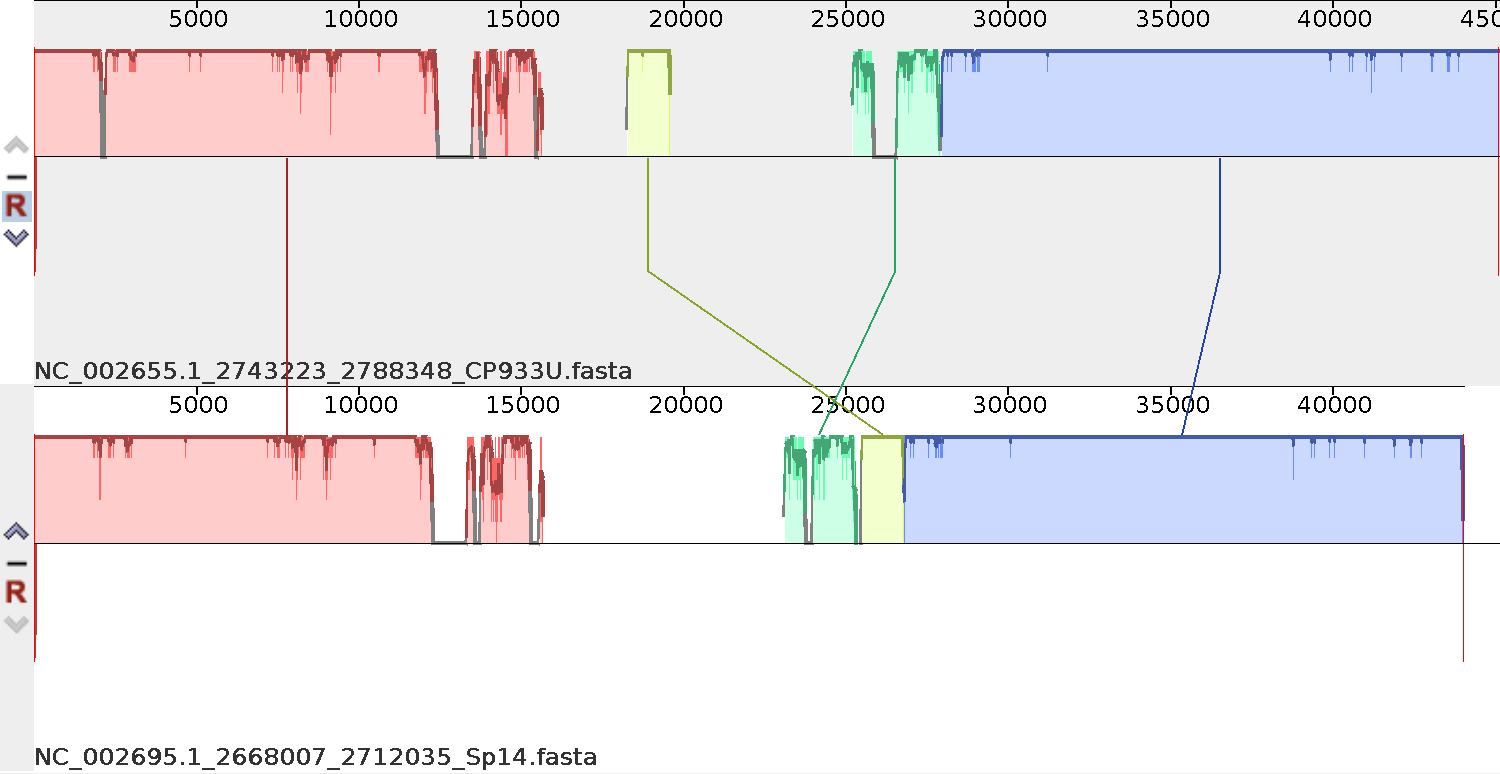 5000 10000 15000 20000 25000 30000 35000 40000 450
R
NC_002655.1_2743223_2788348_CP933U.fasta
5000 10000 15000 20000 25000 30000 35000 40000
R
NC_002695.1_2668007_2712035_Sp14.fasta